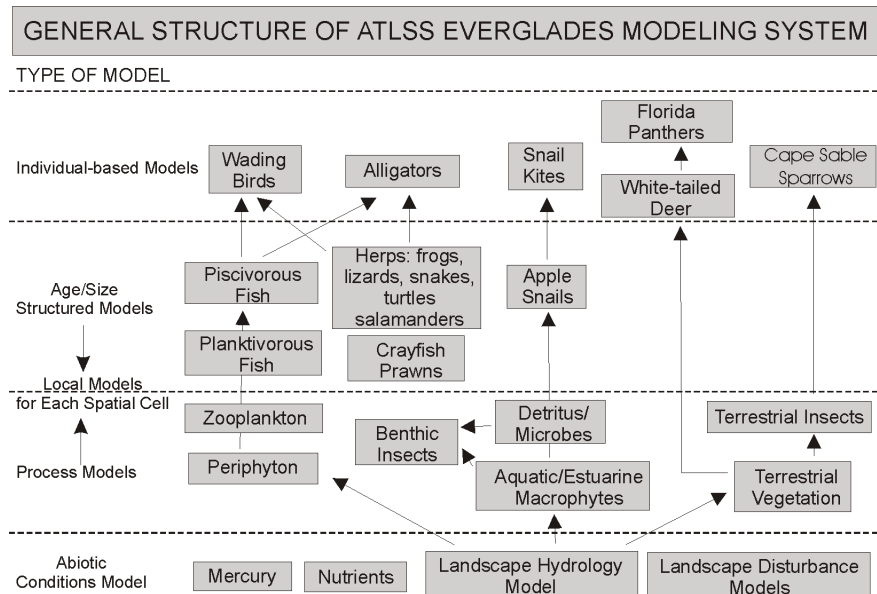 GENERAL STRUCTURE OF ATLSS EVERGLADES MODELING SYSTEM
TYPE OF MODEL
Individual-based Models
Wading
Birds
Alligators
Snail
Kites
Florida
Panthers
White-tailed
Deer
Cape Sable
Sparrows
Age/Size
Structured Models
Piscivorous
Fish
Herps: frogs,
lizards, snakes,
turtles
salamanders
Apple
Snails
Planktivorous
Fish
Crayfish
Prawns
Local Models
for Each Spatial Cell
Zooplankton
Detritus/
Microbes
Terrestrial Insects
Benthic
Insects
Process Models
Periphyton
Aquatic/Estuarine
Macrophytes
Terrestrial
Vegetation
Abiotic
Conditions Model
Mercury
Nutrients
Landscape Hydrology
Model
Landscape Disturbance
Models